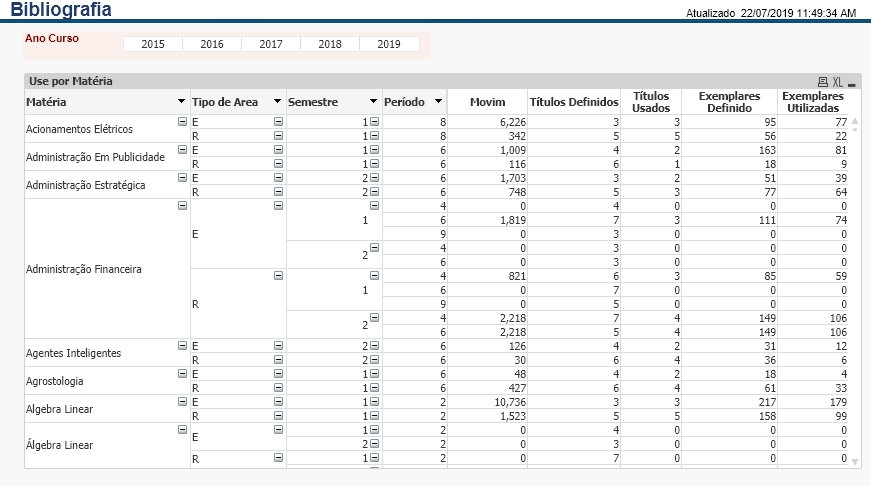 Bibliografia
Atualizado 22/07/2019 11:49:34 AM
Ano Curso
2015 2016 2017 2018 2019
Use por Matéria XL
Matéria Tipo de Area Semestre Período Movim Títulos Definidos Títulos Usados Exemplares Definido Exemplares Utilizadas
Acionamentos Elétricos E 1 8 6,226 3 3 95 77
R 1 8 342 5 5 56 22
Administração Em Publicidade E 1 6 1,009 4 2 163 81
R 1 6 116 6 1 18 9
Administração Estratégica E 2 6 1,703 3 2 51 39
R 2 6 748 5 3 77 64
Administração Financeira E 1 4 0 4 0 0 0
6 1,819 7 3 111 74
9 0 3 0 0 0
2 4 0 3 0 0 0
6 0 3 0 0 0
R 1 4 821 6 3 85 59
6 0 7 0 0 0
9 0 5 0 0 0
2 4 2,218 7 4 149 106
6 2,218 5 4 149 106
Agentes Inteligentes E 2 6 126 4 2 31 12
R 2 6 30 6 4 36 6
Agrostologia E 1 6 48 4 2 18 4
R 1 6 427 6 4 61 33
Algebra Linear E 1 2 10,736 3 3 217 179
R 1 2 1,523 5 5 158 99
Álgebra Linear E 1 2 0 4 0 0 0
2 2 0 3 0 0 0
R 1 2 0 7 0 0 0